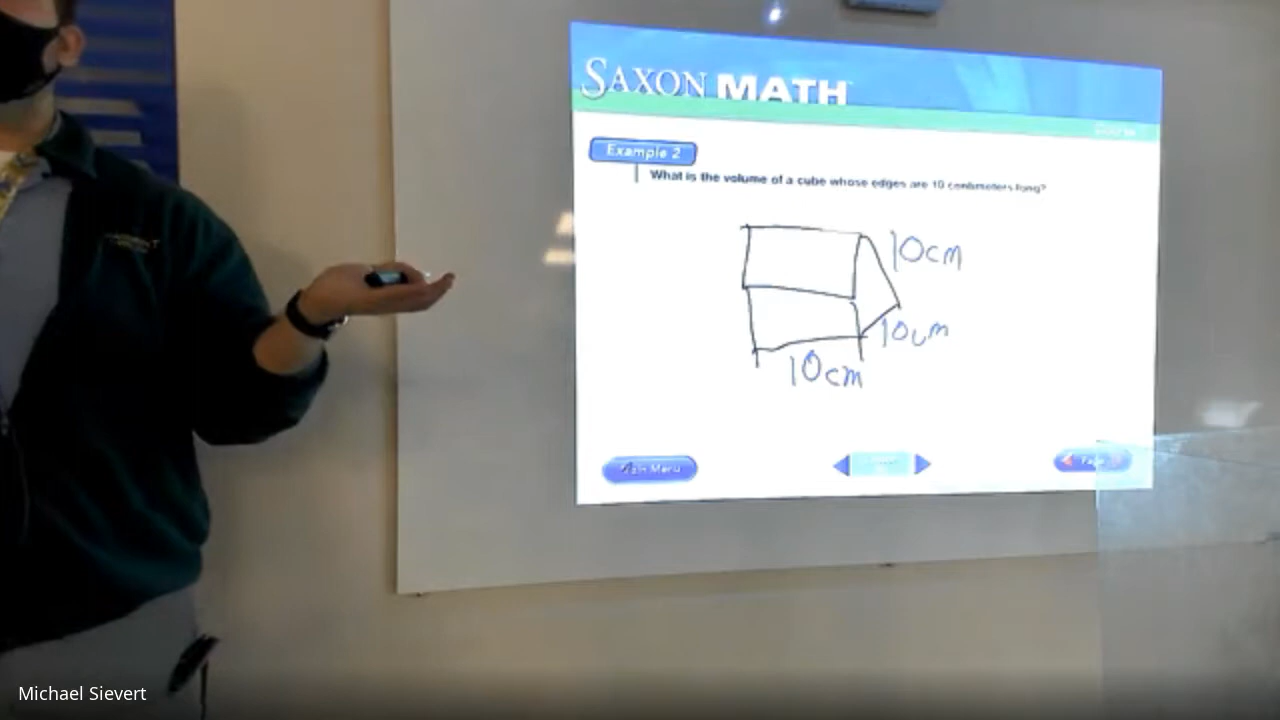 SAXON MATH
Example 2
What is the volume of a cube whose edges are 10 centimeters long?
10cm
10cm
10cm
Main Menu
Page
Michael Sievert